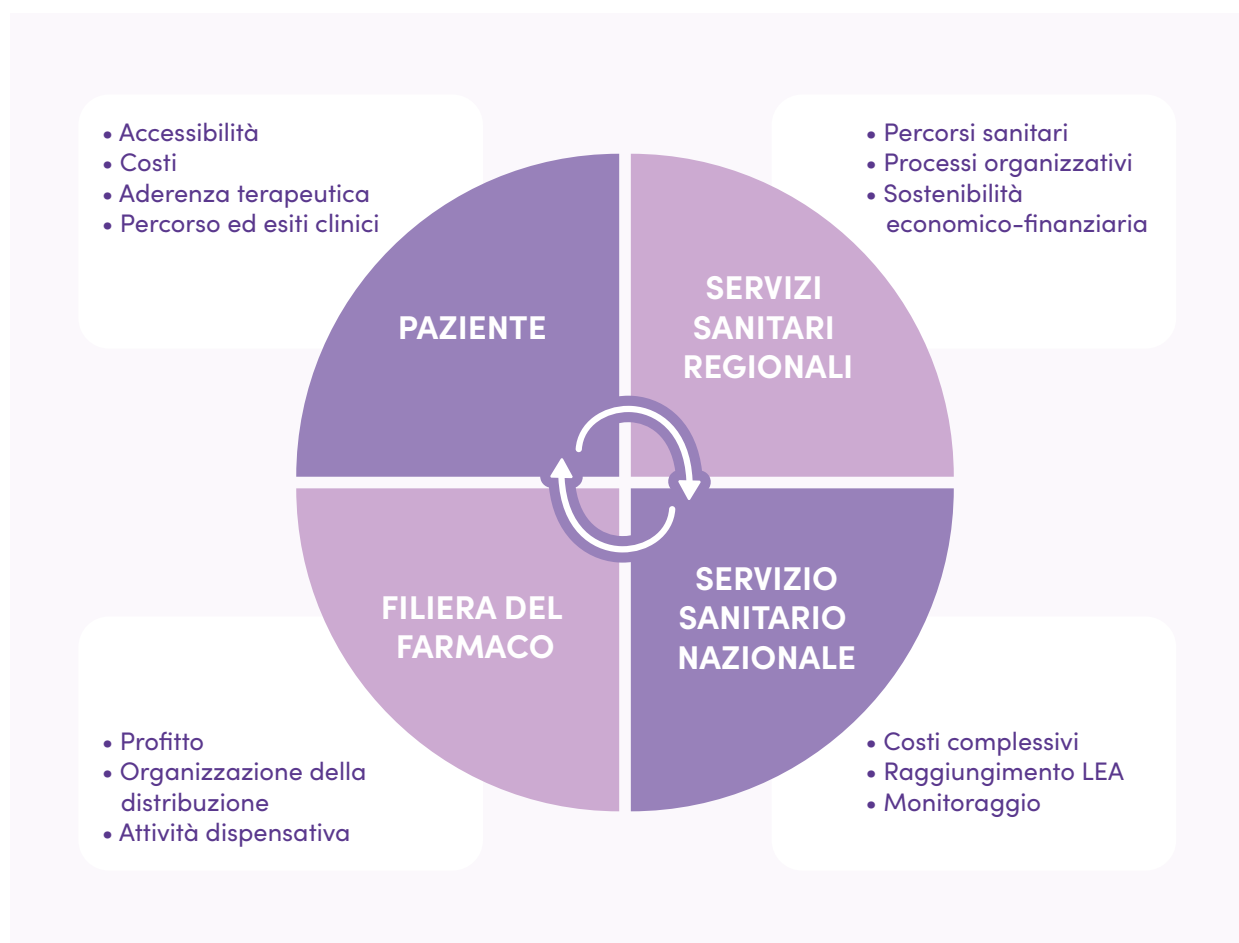 • Accessibilità
• Costi
• Aderenza terapeutica
• Percorso ed esiti clinici
• Percorsi sanitari
• Processi organizzativi
• Sostenibilità
economico-finanziaria
PAZIENTE
SERVIZI
SANITARI
REGIONALI
FILIERA DEL
FARMACO
SERVIZIO
SANITARIO
NAZIONALE
• Profitto
• Organizzazione della
distribuzione
• Attività dispensativa
• Costi complessivi
• Raggiungimento LEA
• Monitoraggio